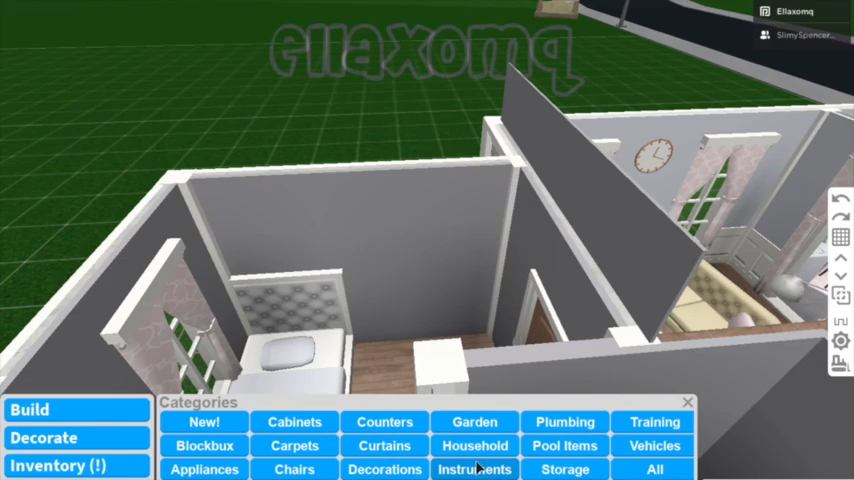 Ellaxomq
SlimySpencer...
ellaxomq
Build
Decorate
Inventory (!)
Categories
New! Cabinets Counters Garden Plumbing Training
Blockbux Carpets Curtains Household Pool Items Vehicles
Appliances Chairs Decorations Instruments Storage All